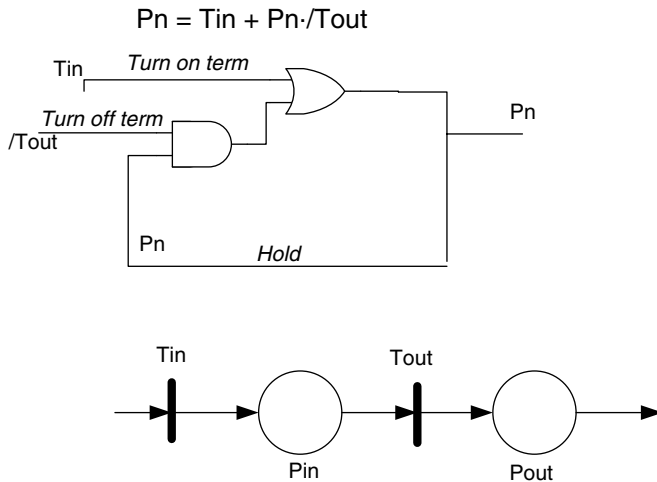 Pn = Tin + Pn·/Tout
Tin
Turn on term
Turn off term
/Tout
Pn
Pn
Hold
Tin
Tout
Pin
Pout